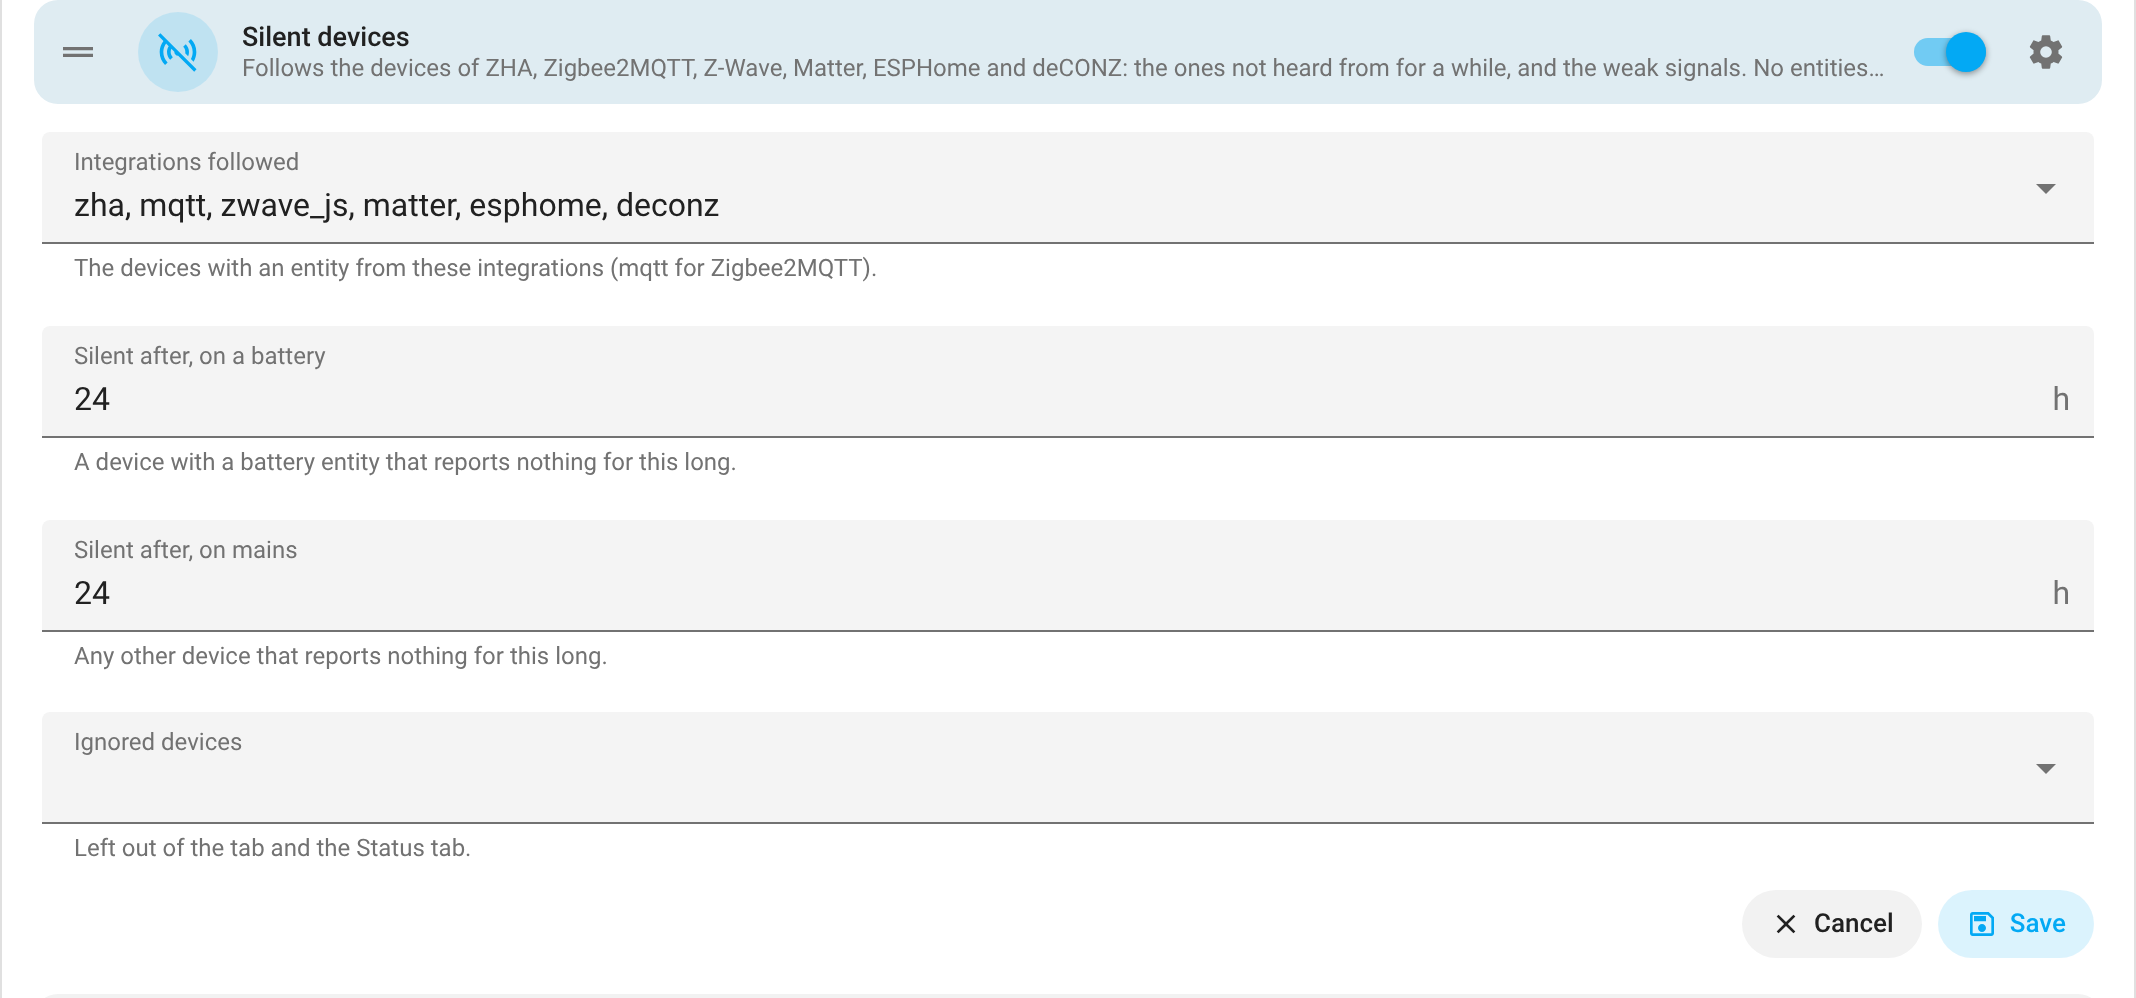 Silent devices
Follows the devices of ZHA, Zigbee2MQTT, Z-Wave, Matter, ESPHome and deCONZ: the ones not heard from for a while, and the weak signals. No entities...
Integrations followed
zha, mqtt, zwave_js, matter, esphome, deconz
The devices with an entity from these integrations (mqtt for Zigbee2MQTT).
Silent after, on a battery
24 h
A device with a battery entity that reports nothing for this long.
Silent after, on mains
24 h
Any other device that reports nothing for this long.
Ignored devices
Left out of the tab and the Status tab.
Cancel Save